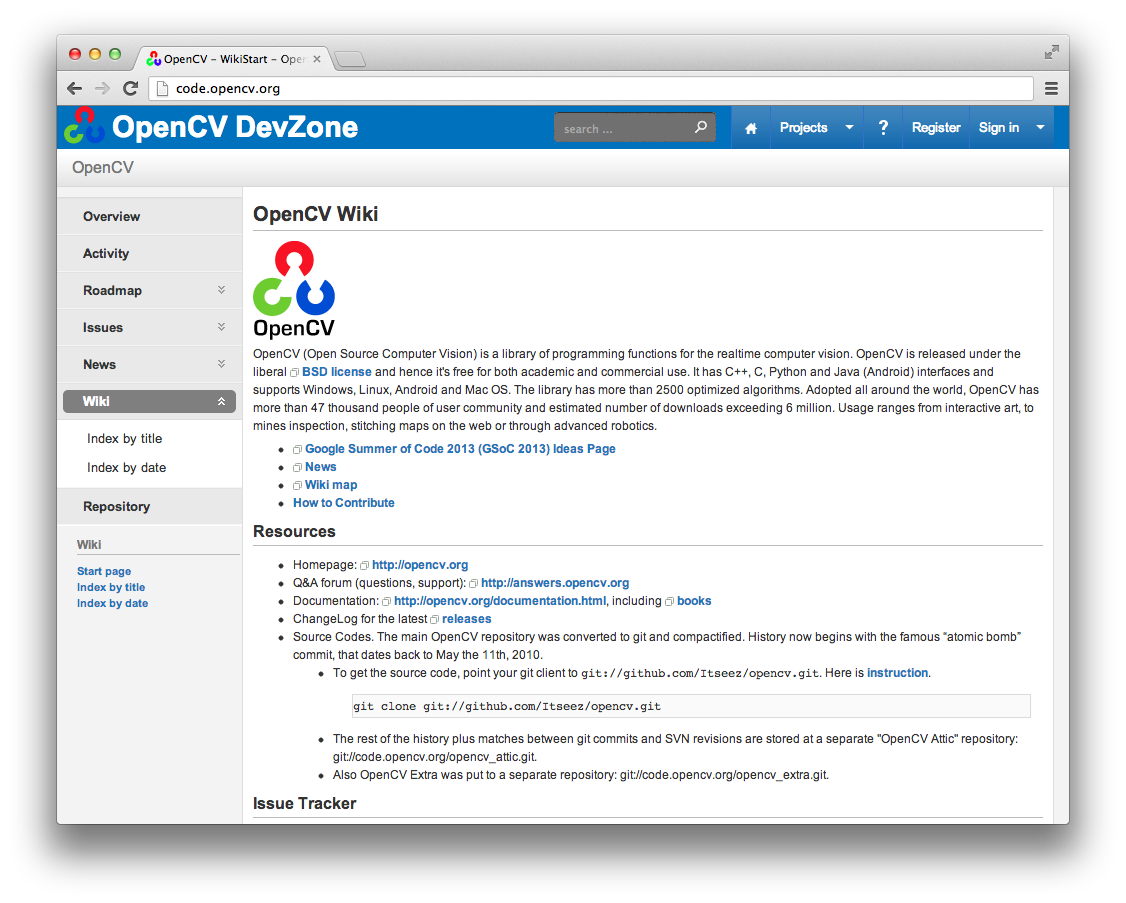 OpenCV – WikiStart – Open
code.opencv.org
OpenCV DevZone
search ...
Projects
?
Register
Sign in
OpenCV
Overview
Activity
Roadmap
Issues
News
Wiki
Index by title
Index by date
Repository
Wiki
Start page
Index by title
Index by date
OpenCV Wiki
OpenCV
OpenCV (Open Source Computer Vision) is a library of programming functions for the realtime computer vision. OpenCV is released under the
liberal BSD license and hence it's free for both academic and commercial use. It has C++, C, Python and Java (Android) interfaces and
supports Windows, Linux, Android and Mac OS. The library has more than 2500 optimized algorithms. Adopted all around the world, OpenCV has
more than 47 thousand people of user community and estimated number of downloads exceeding 6 million. Usage ranges from interactive art, to
mines inspection, stitching maps on the web or through advanced robotics.
Google Summer of Code 2013 (GSoC 2013) Ideas Page
News
Wiki map
How to Contribute
Resources
Homepage: http://opencv.org
Q&A forum (questions, support): http://answers.opencv.org
Documentation: http://opencv.org/documentation.html, including books
ChangeLog for the latest releases
Source Codes. The main OpenCV repository was converted to git and compactified. History now begins with the famous "atomic bomb"
commit, that dates back to May the 11th, 2010.
To get the source code, point your git client to git://github.com/Itseez/opencv.git. Here is instruction.
git clone git://github.com/Itseez/opencv.git
The rest of the history plus matches between git commits and SVN revisions are stored at a separate "OpenCV Attic" repository:
git://code.opencv.org/opencv_attic.git.
Also OpenCV Extra was put to a separate repository: git://code.opencv.org/opencv_extra.git.
Issue Tracker